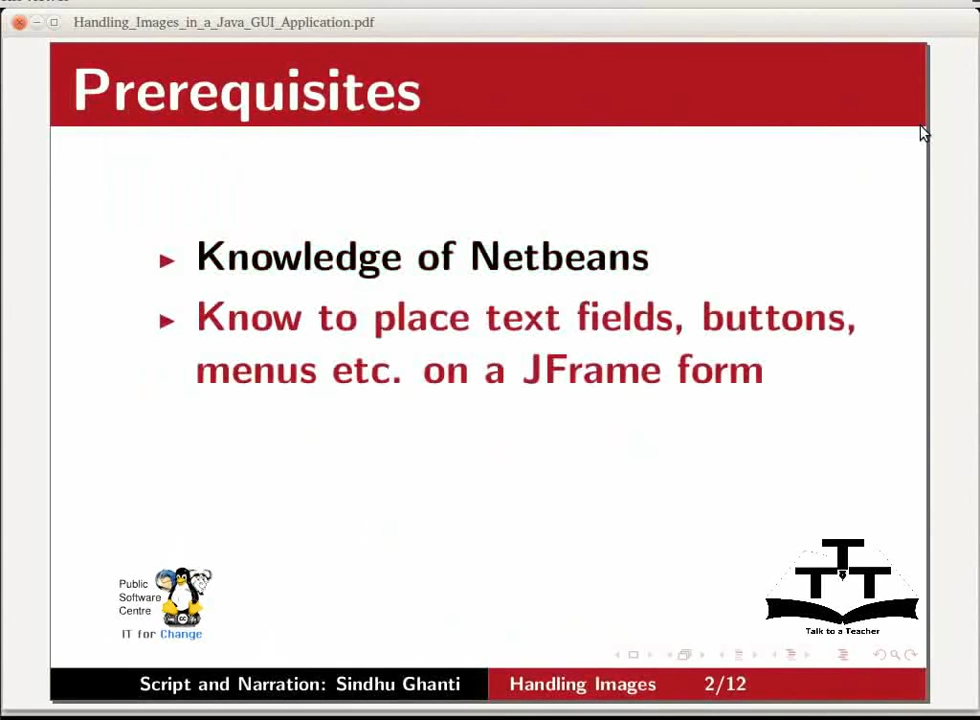 Handling_Images_in_a_Java_GUI_Application.pdf
Prerequisites
Knowledge of Netbeans
Know to place text fields, buttons,
menus etc. on a JFrame form
Public
Software
Centre
IT for Change
T
T T
Talk to a Teacher
Script and Narration: Sindhu Ghanti Handling Images 2/12